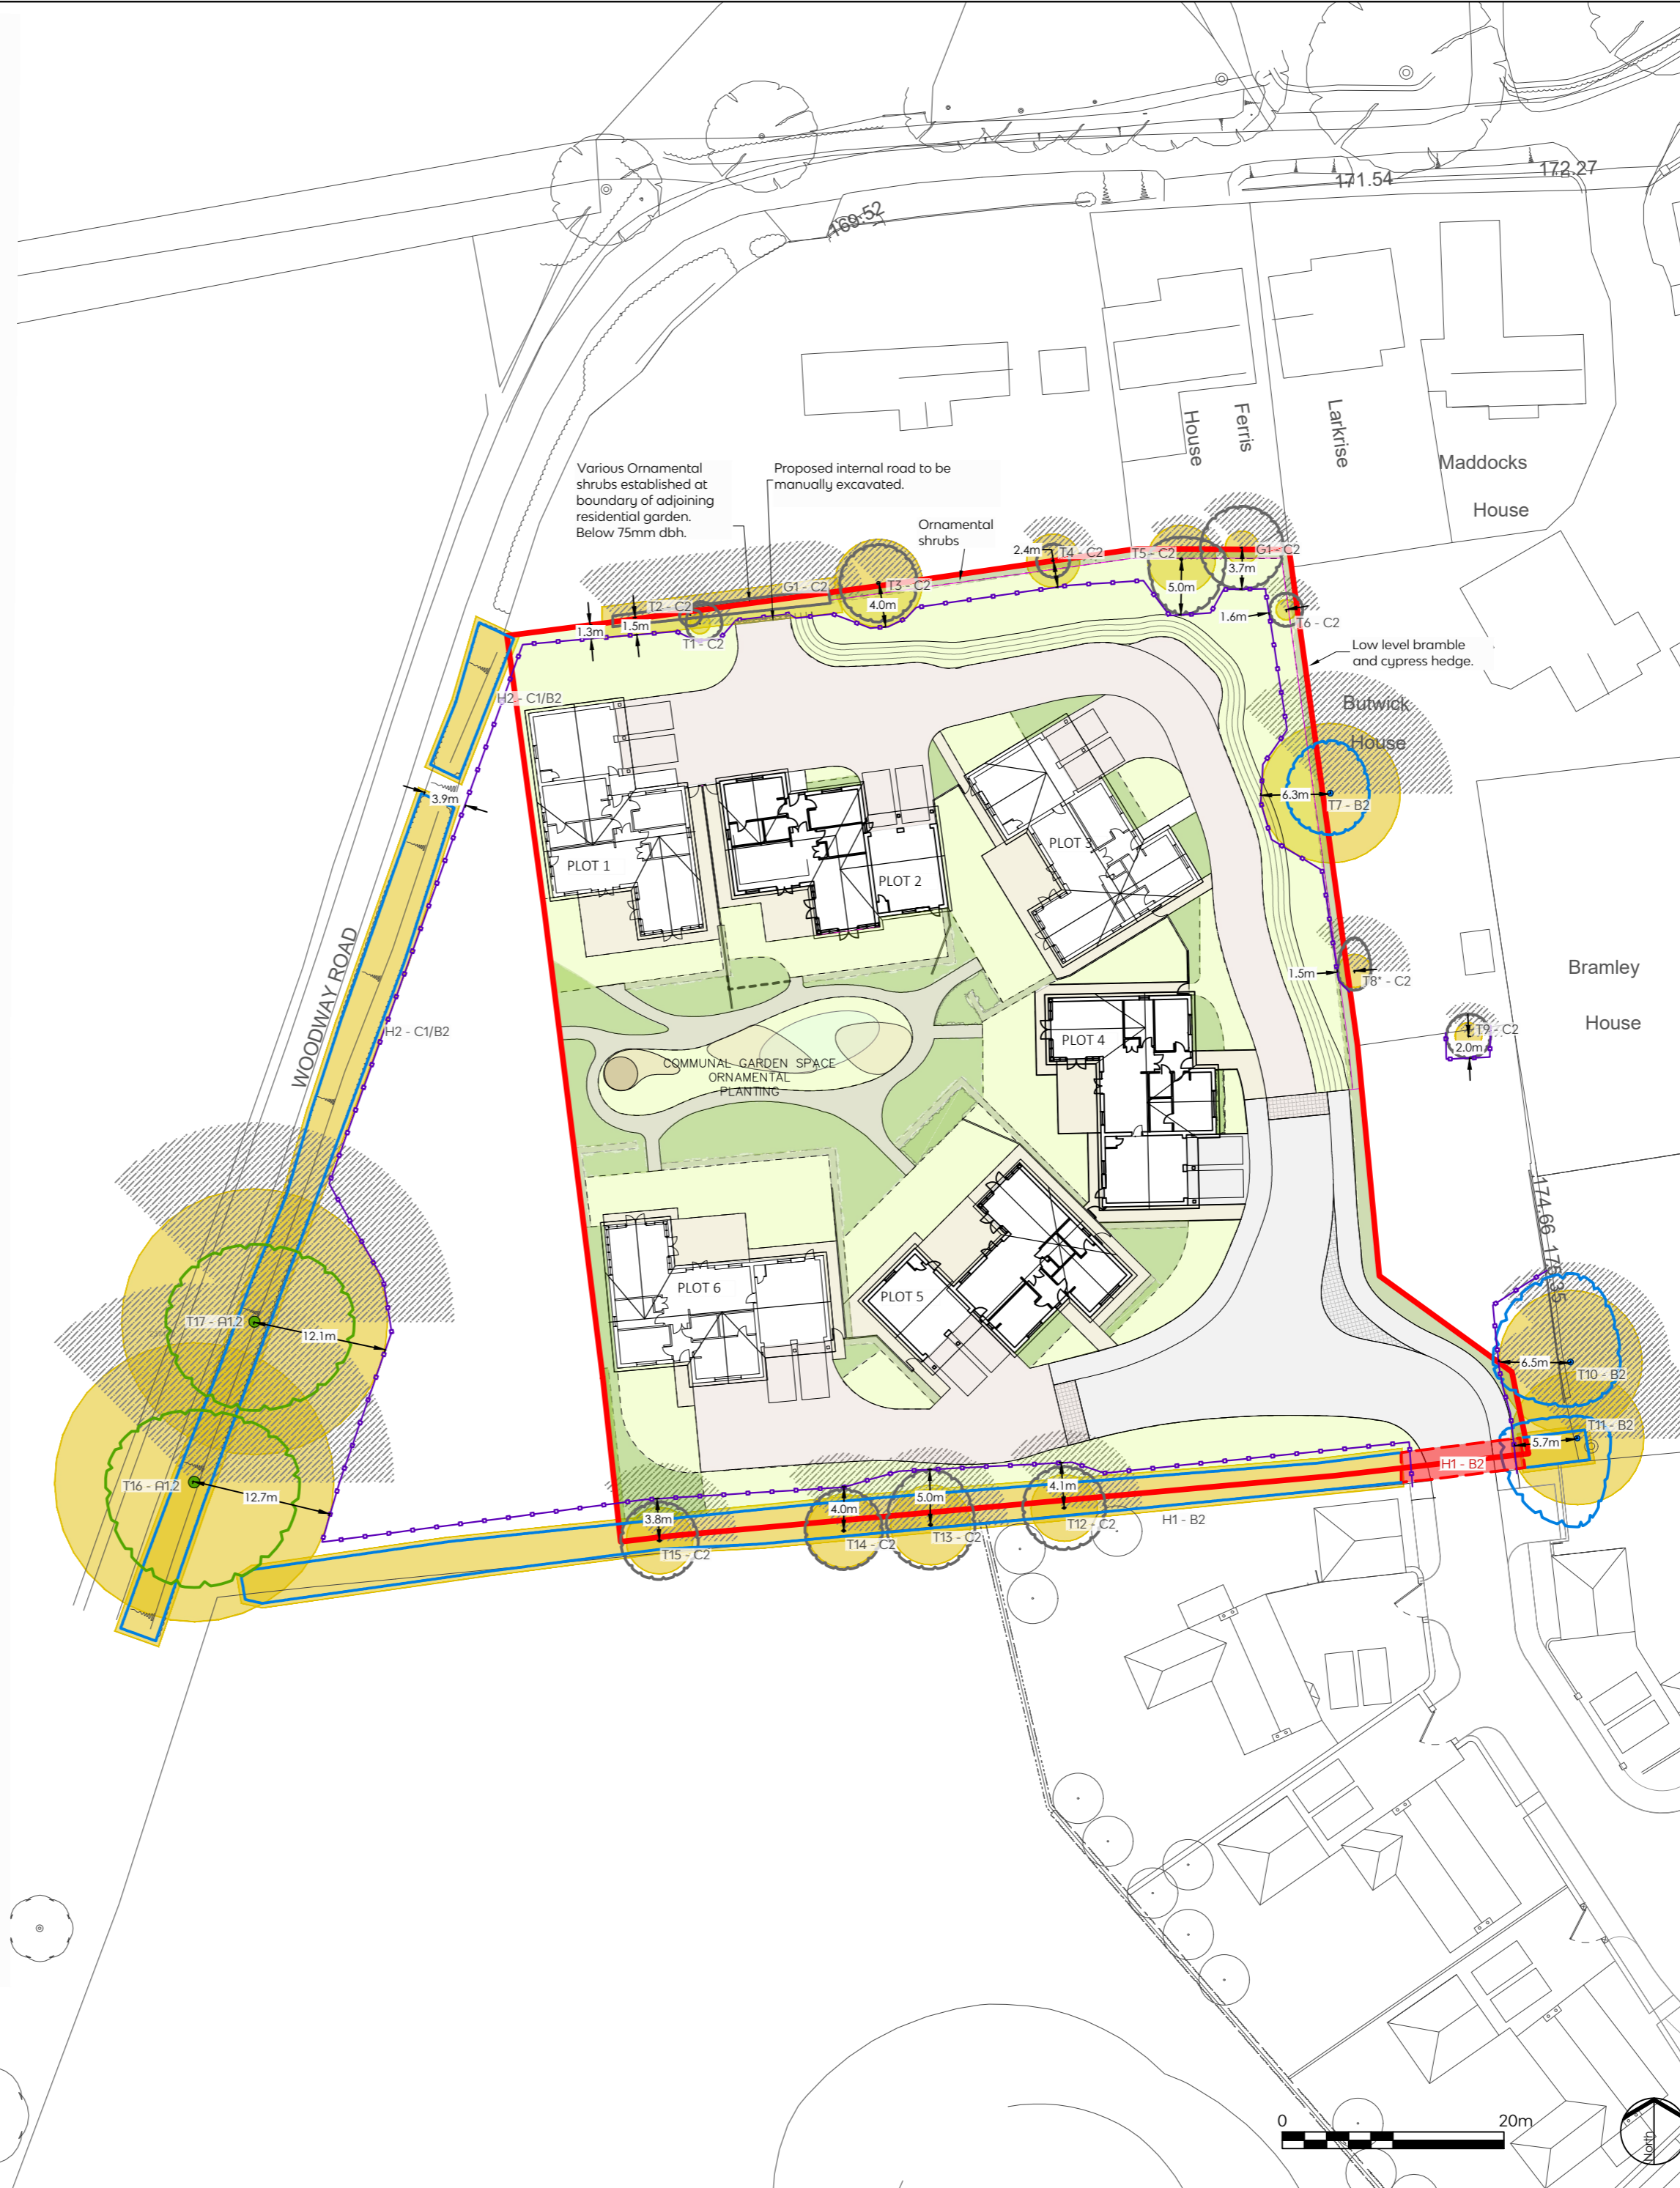 169.52
171.54
172.27
House
Ferris
Larkrise
Maddocks
House
Various Ornamental
shrubs established at
boundary of adjoining
residential garden.
Below 75mm dbh.
Proposed internal road to be
manually excavated.
Ornamental
shrubs
2.4m
T4 - C2
T5 - C2
G1 - C2
3.7m
5.0m
G1 - C2
T3 - C2
4.0m
T2 - C2
1.3m
1.5m
T1 - C2
1.6m
T6 - C2
Low level bramble
and cypress hedge.
H2 - C1/B2
Butwick
House
3.9m
6.3m
T7 - B2
PLOT 1
PLOT 2
PLOT 3
1.5m
T8* - C2
Bramley
House
WOODWAY ROAD
H2 - C1/B2
T9 - C2
2.0m
PLOT 4
COMMUNAL GARDEN SPACE
ORNAMENTAL
PLANTING
174.66
PLOT 6
PLOT 5
T17 - A1.2
12.1m
6.5m
T10 - B2
T11 - B2
5.7m
H1 - B2
T16 - A1.2
12.7m
3.8m
4.0m
5.0m
4.1m
T15 - C2
T14 - C2
T13 - C2
T12 - C2
H1 - B2
0
20m
North